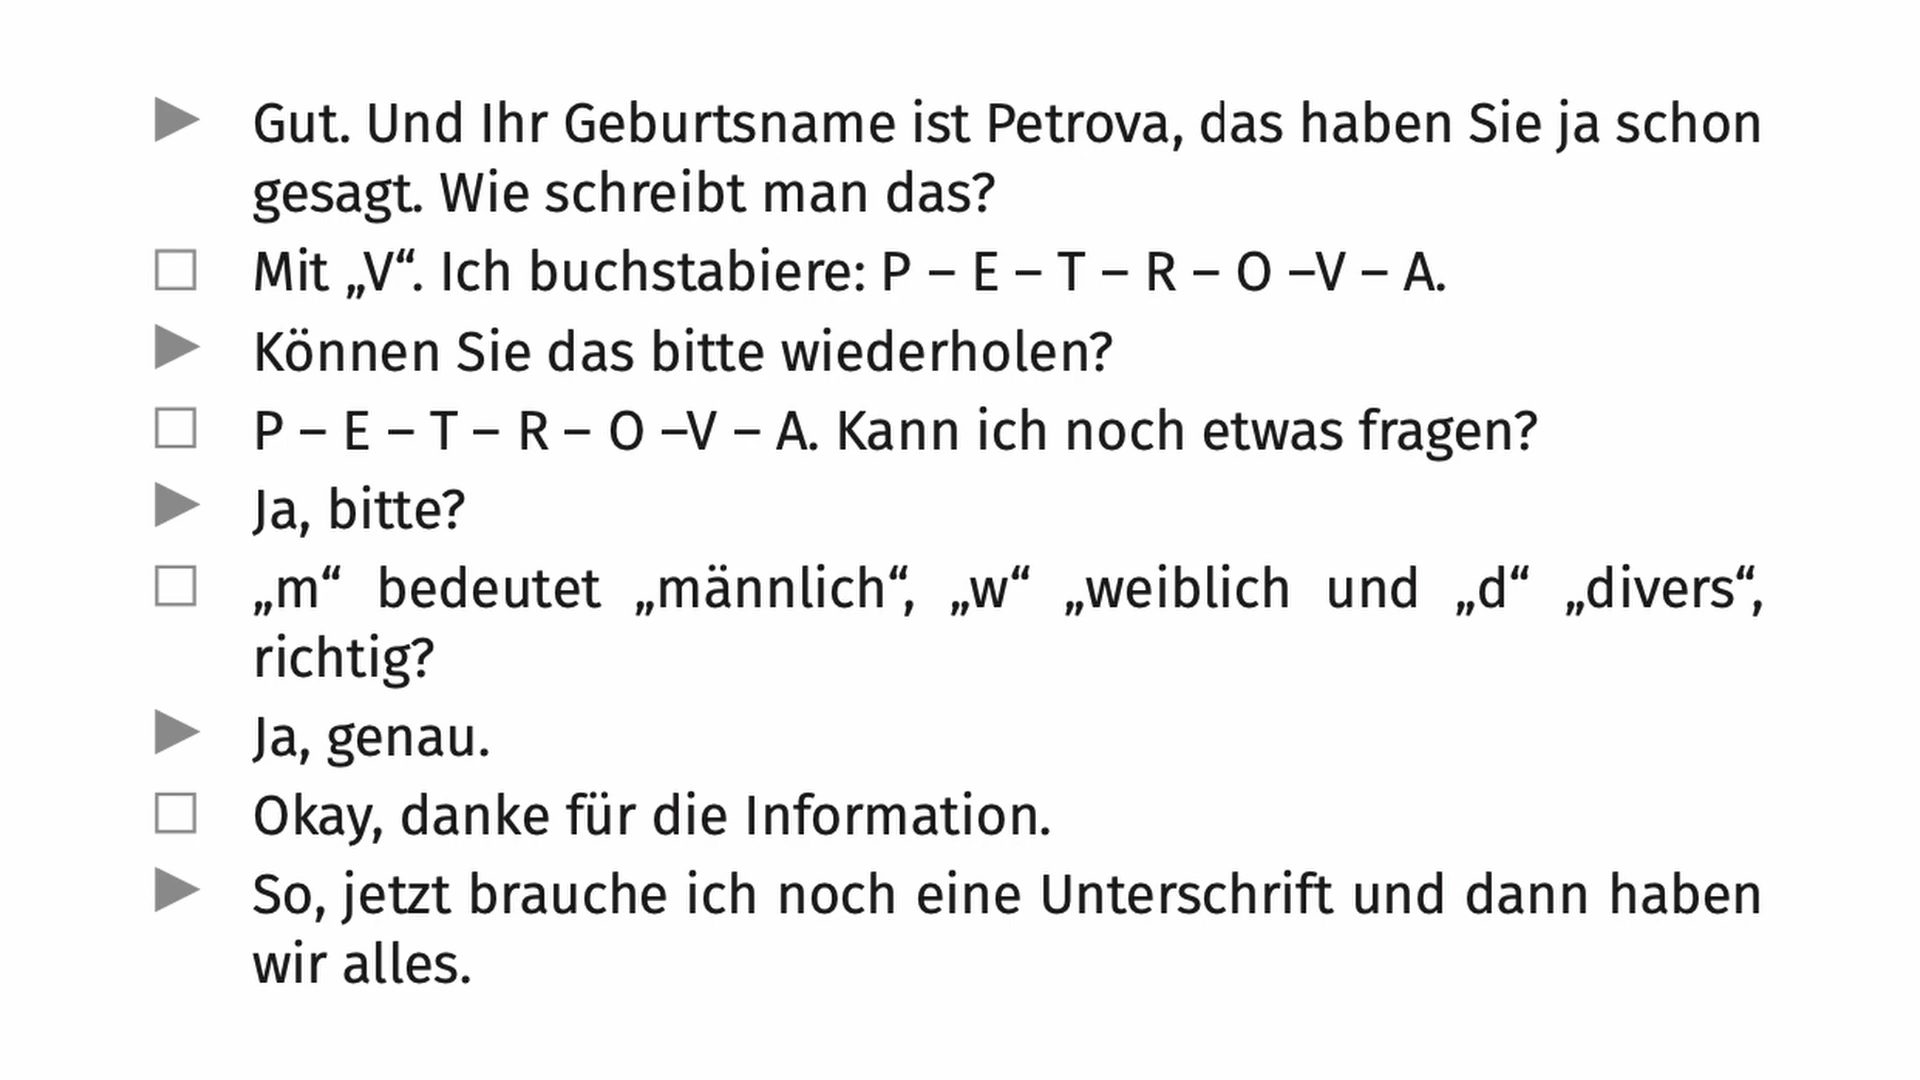 ▶ Gut. Und Ihr Geburtsname ist Petrova, das haben Sie ja schon
gesagt. Wie schreibt man das?
□ Mit „V“. Ich buchstabiere: P – E – T – R – O –V – A.
▶ Können Sie das bitte wiederholen?
□ P – E – T – R – O –V – A. Kann ich noch etwas fragen?
▶ Ja, bitte?
□ „m“ bedeutet „männlich“, „w“ „weiblich und „d“ „divers“,
richtig?
▶ Ja, genau.
□ Okay, danke für die Information.
▶ So, jetzt brauche ich noch eine Unterschrift und dann haben
wir alles.